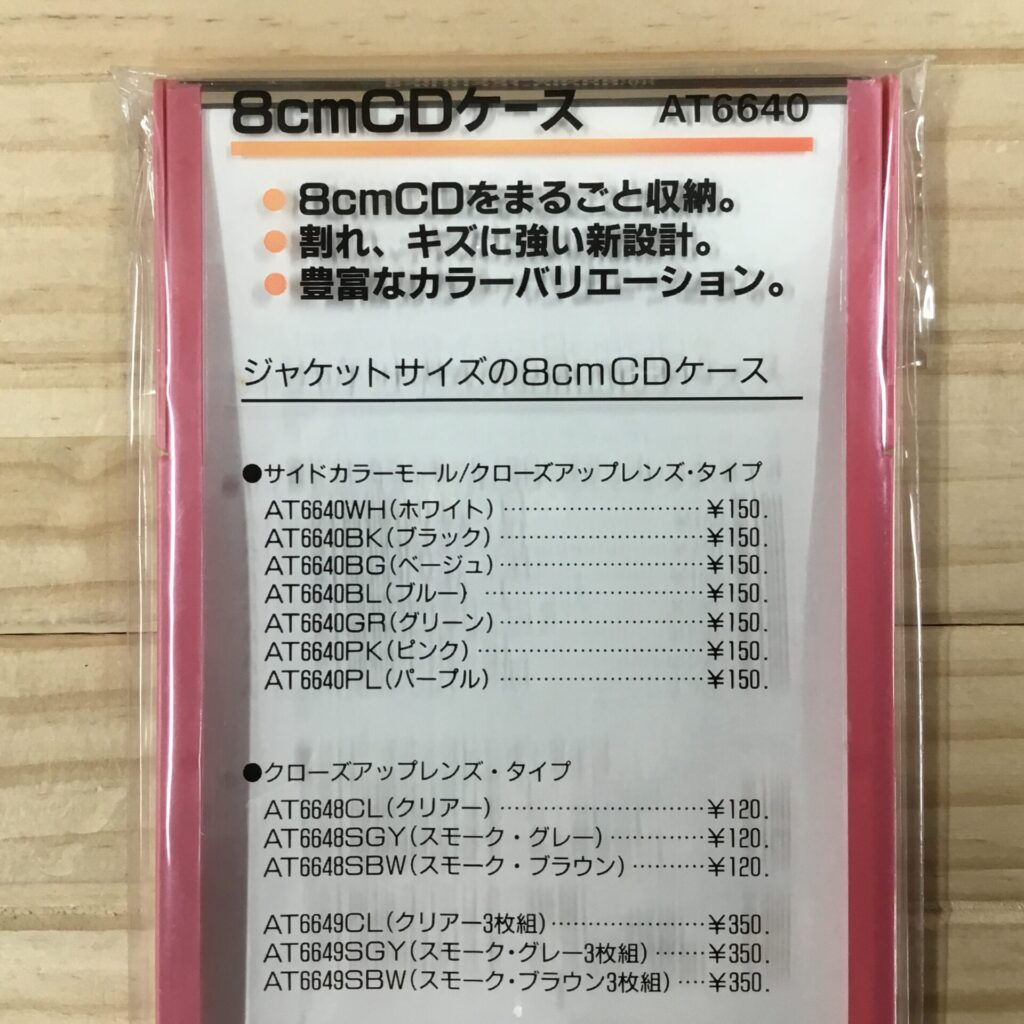 8cmCDケース AT6640
● 8cmCDをまるごと収納。
● 割れ、キズに強い新設計。
● 豊富なカラーバリエーション。
ジャケットサイズの8cmCDケース
●サイドカラーモール/クローズアップレンズ・タイプ
AT6640WH(ホワイト)··························¥150.
AT6640BK(ブラック)··························¥150.
AT6640BG(ベージュ)··························¥150.
AT6640BL(ブルー)····························¥150.
AT6640GR(グリーン)··························¥150.
AT6640PK(ピンク)····························¥150.
AT6640PL(パープル)··························¥150.
●クローズアップレンズ・タイプ
AT6648CL(クリアー)··························¥120.
AT6648SGY(スモーク・グレー)·············¥120.
AT6648SBW(スモーク・ブラウン)··········¥120.
AT6649CL(クリアー3枚組)···················¥350.
AT6649SGY(スモーク・グレー3枚組)·······¥350.
AT6649SBW(スモーク・ブラウン3枚組)····¥350.